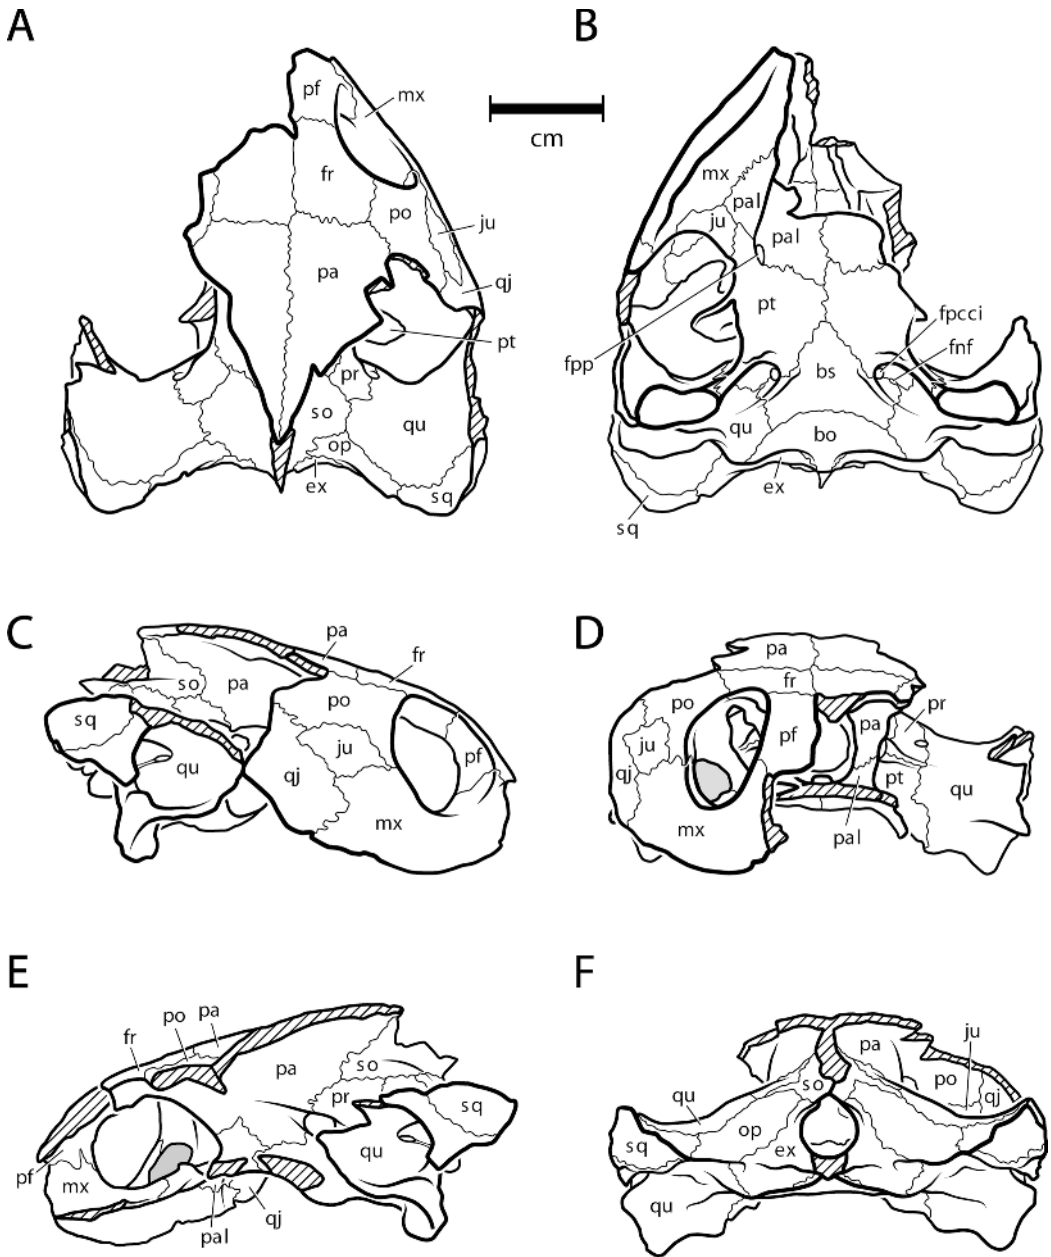 A
B
pf
mx
cm
fr
po
ju
pa
qj
pt
pr
so
qu
op
ex
sq
mx
pal
ju
pal
pt
fpcci
fnf
fpp
bs
qu
bo
ex
sq
C
D
pa
fr
so
pa
po
sq
ju
pf
qu
qj
mx
pa
fr
po
pr
pa
pf
ju
qj
pt
qu
mx
pal
E
F
pa
po
fr
pa
so
pr
sq
qu
pf
mx
qj
pal
ju
pa
po
qj
so
qu
op
sq
ex
qu